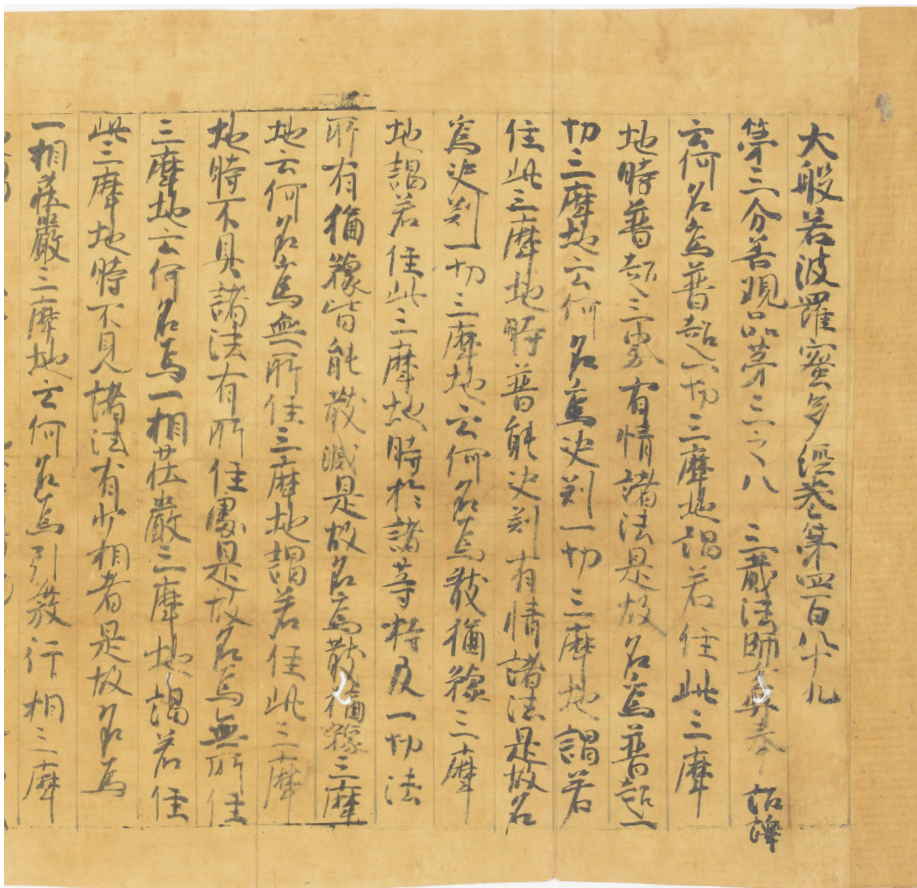 大般若波羅蜜多經卷第四百八十九
第三分善現品第三之八　三藏法師玄奘奉　詔譯
云何名為普超一切三摩地謂若住此三摩
地時普超三界有情諸法是故名為普超一
切三摩地云何名為決判一切三摩地謂若
住此三摩地時普能決判有情諸法是故名
為決判一切三摩地云何名為散猶豫三摩
地謂若住此三摩地時於諸等持及一切法
所有猶豫皆能散滅是故名為散猶豫三摩
地云何名為無所住三摩地謂若住此三摩
地時不見諸法有所住處是故名為無所住
三摩地云何名為一相莊嚴三摩地謂若住
此三摩地時不見諸法有少相者是故名為
一相莊嚴三摩地云何名為引發行相三摩